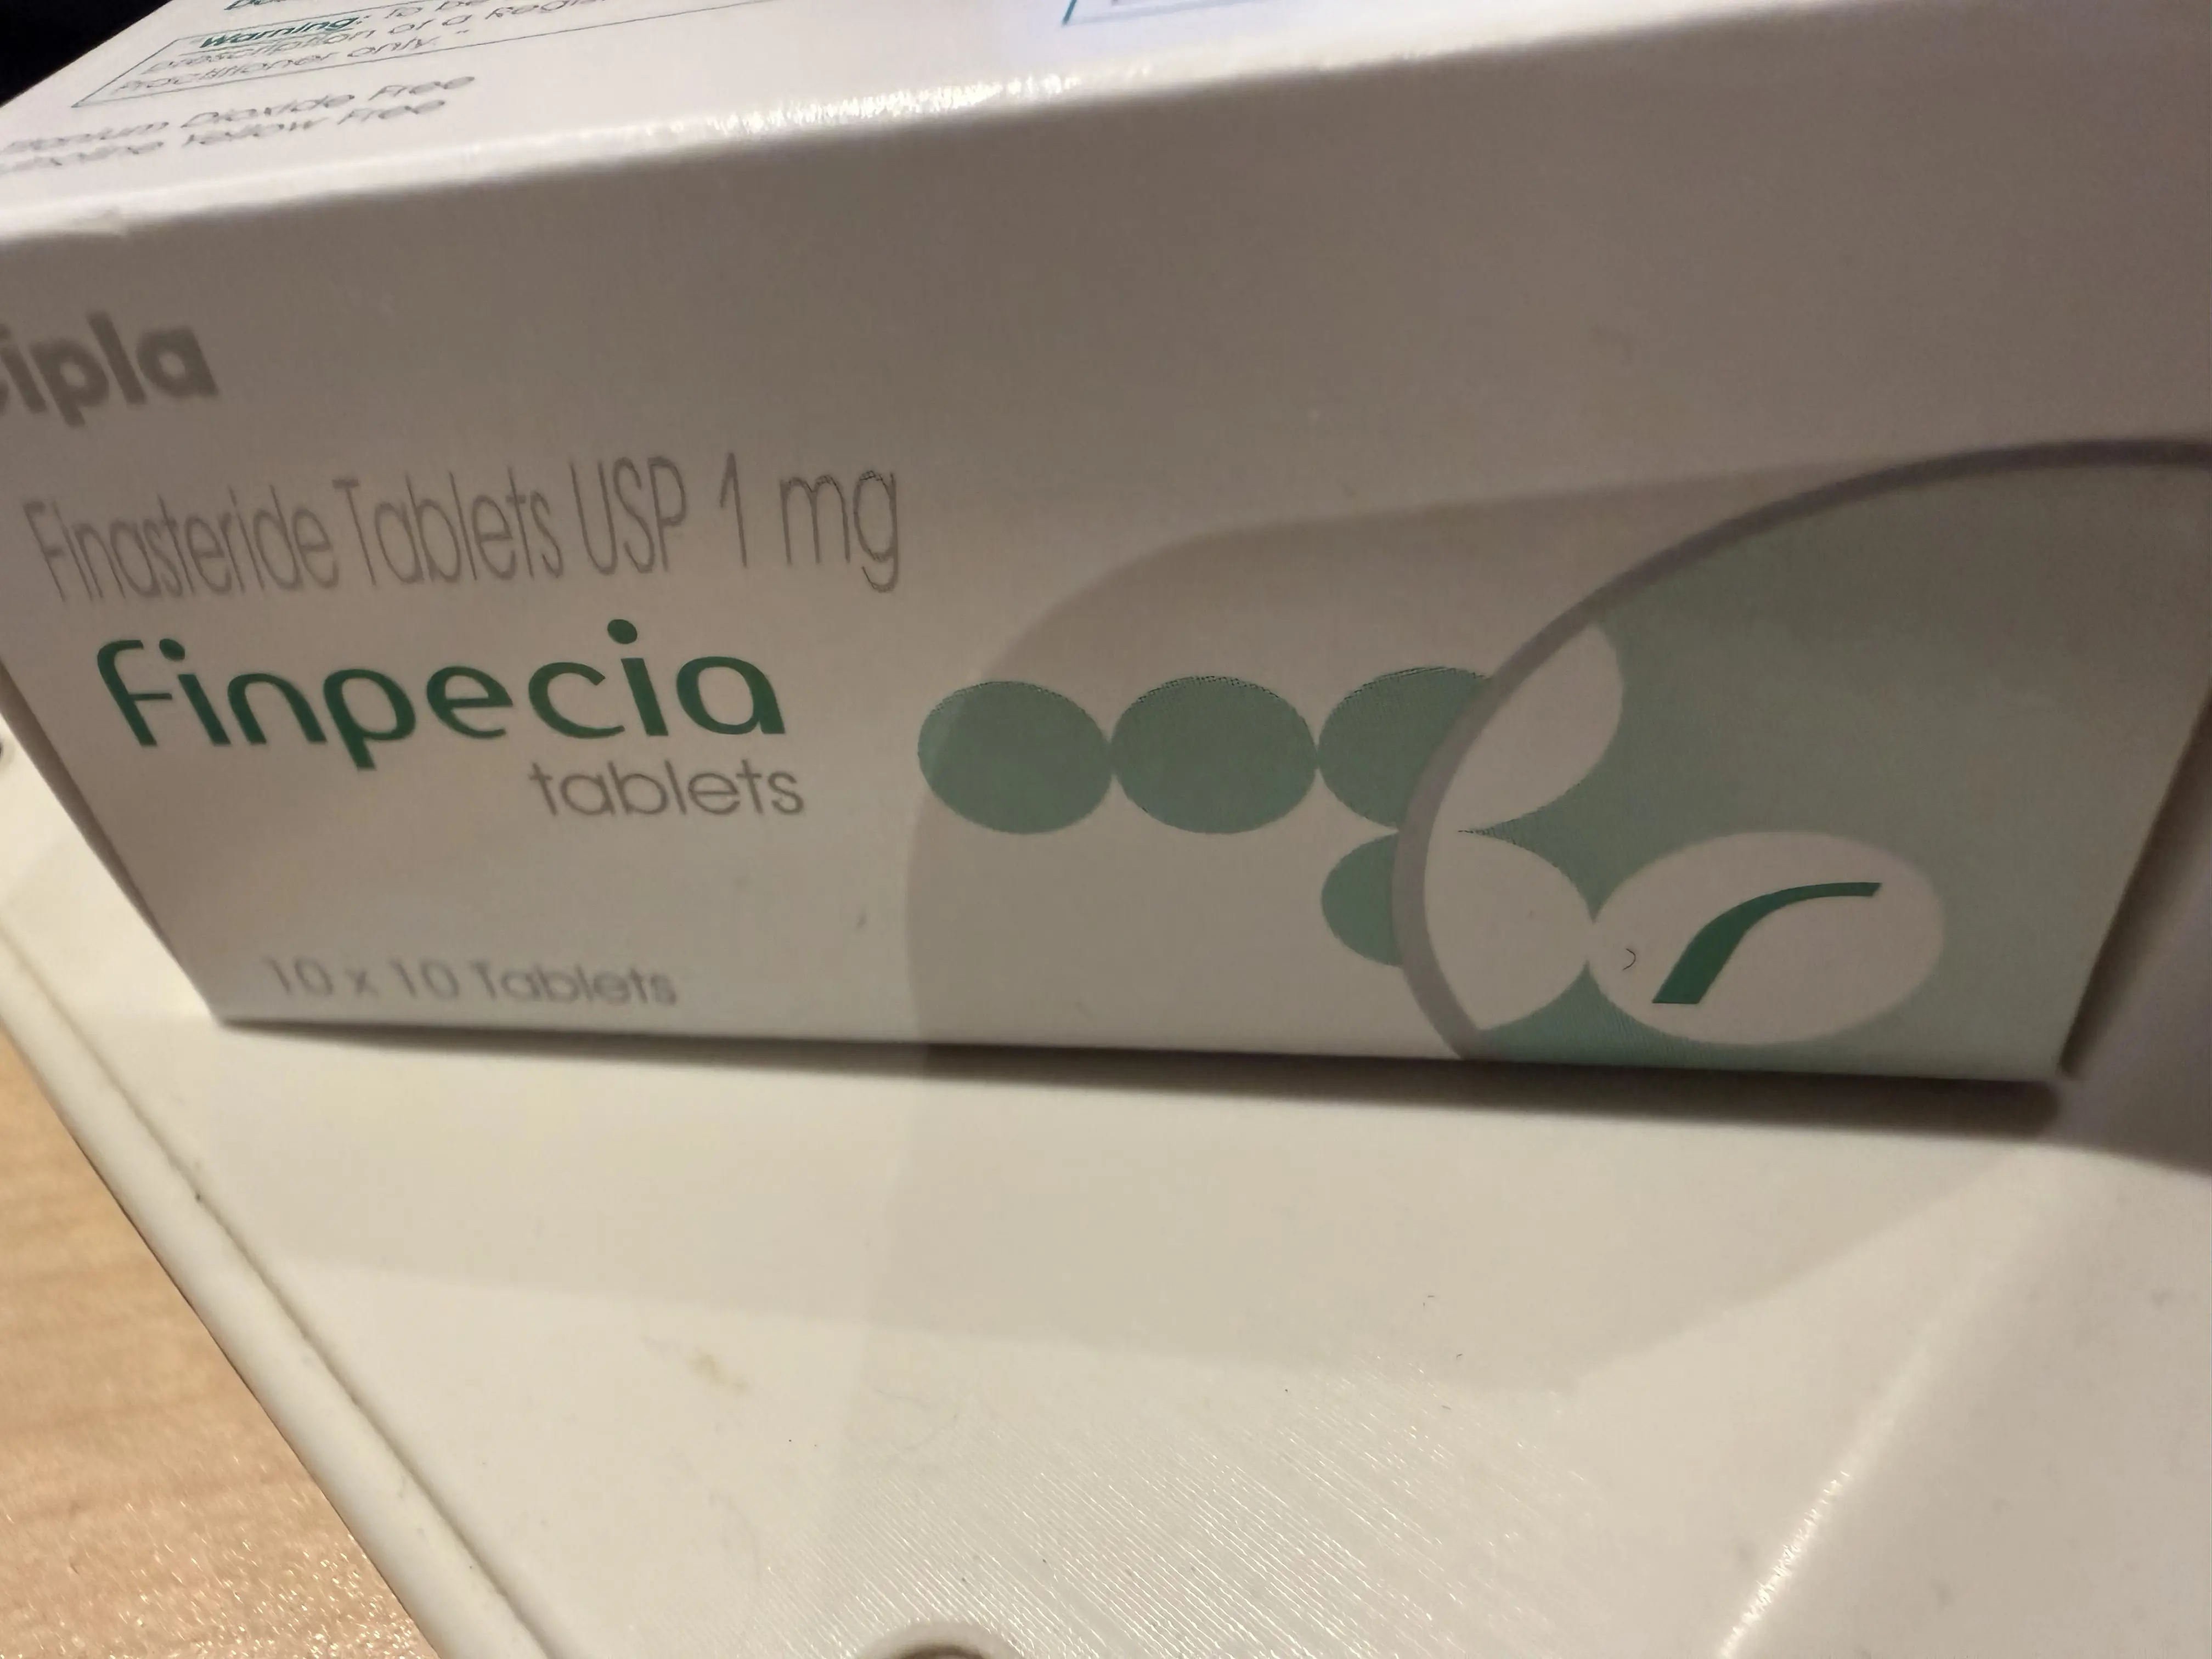 Warning: To be
prescription of a Regis
Practitioner only."
Dioxide Free
Yellow Free
ipla
Finasteride Tablets USP 1 mg
finpecia
tablets
10 x 10 Tablets